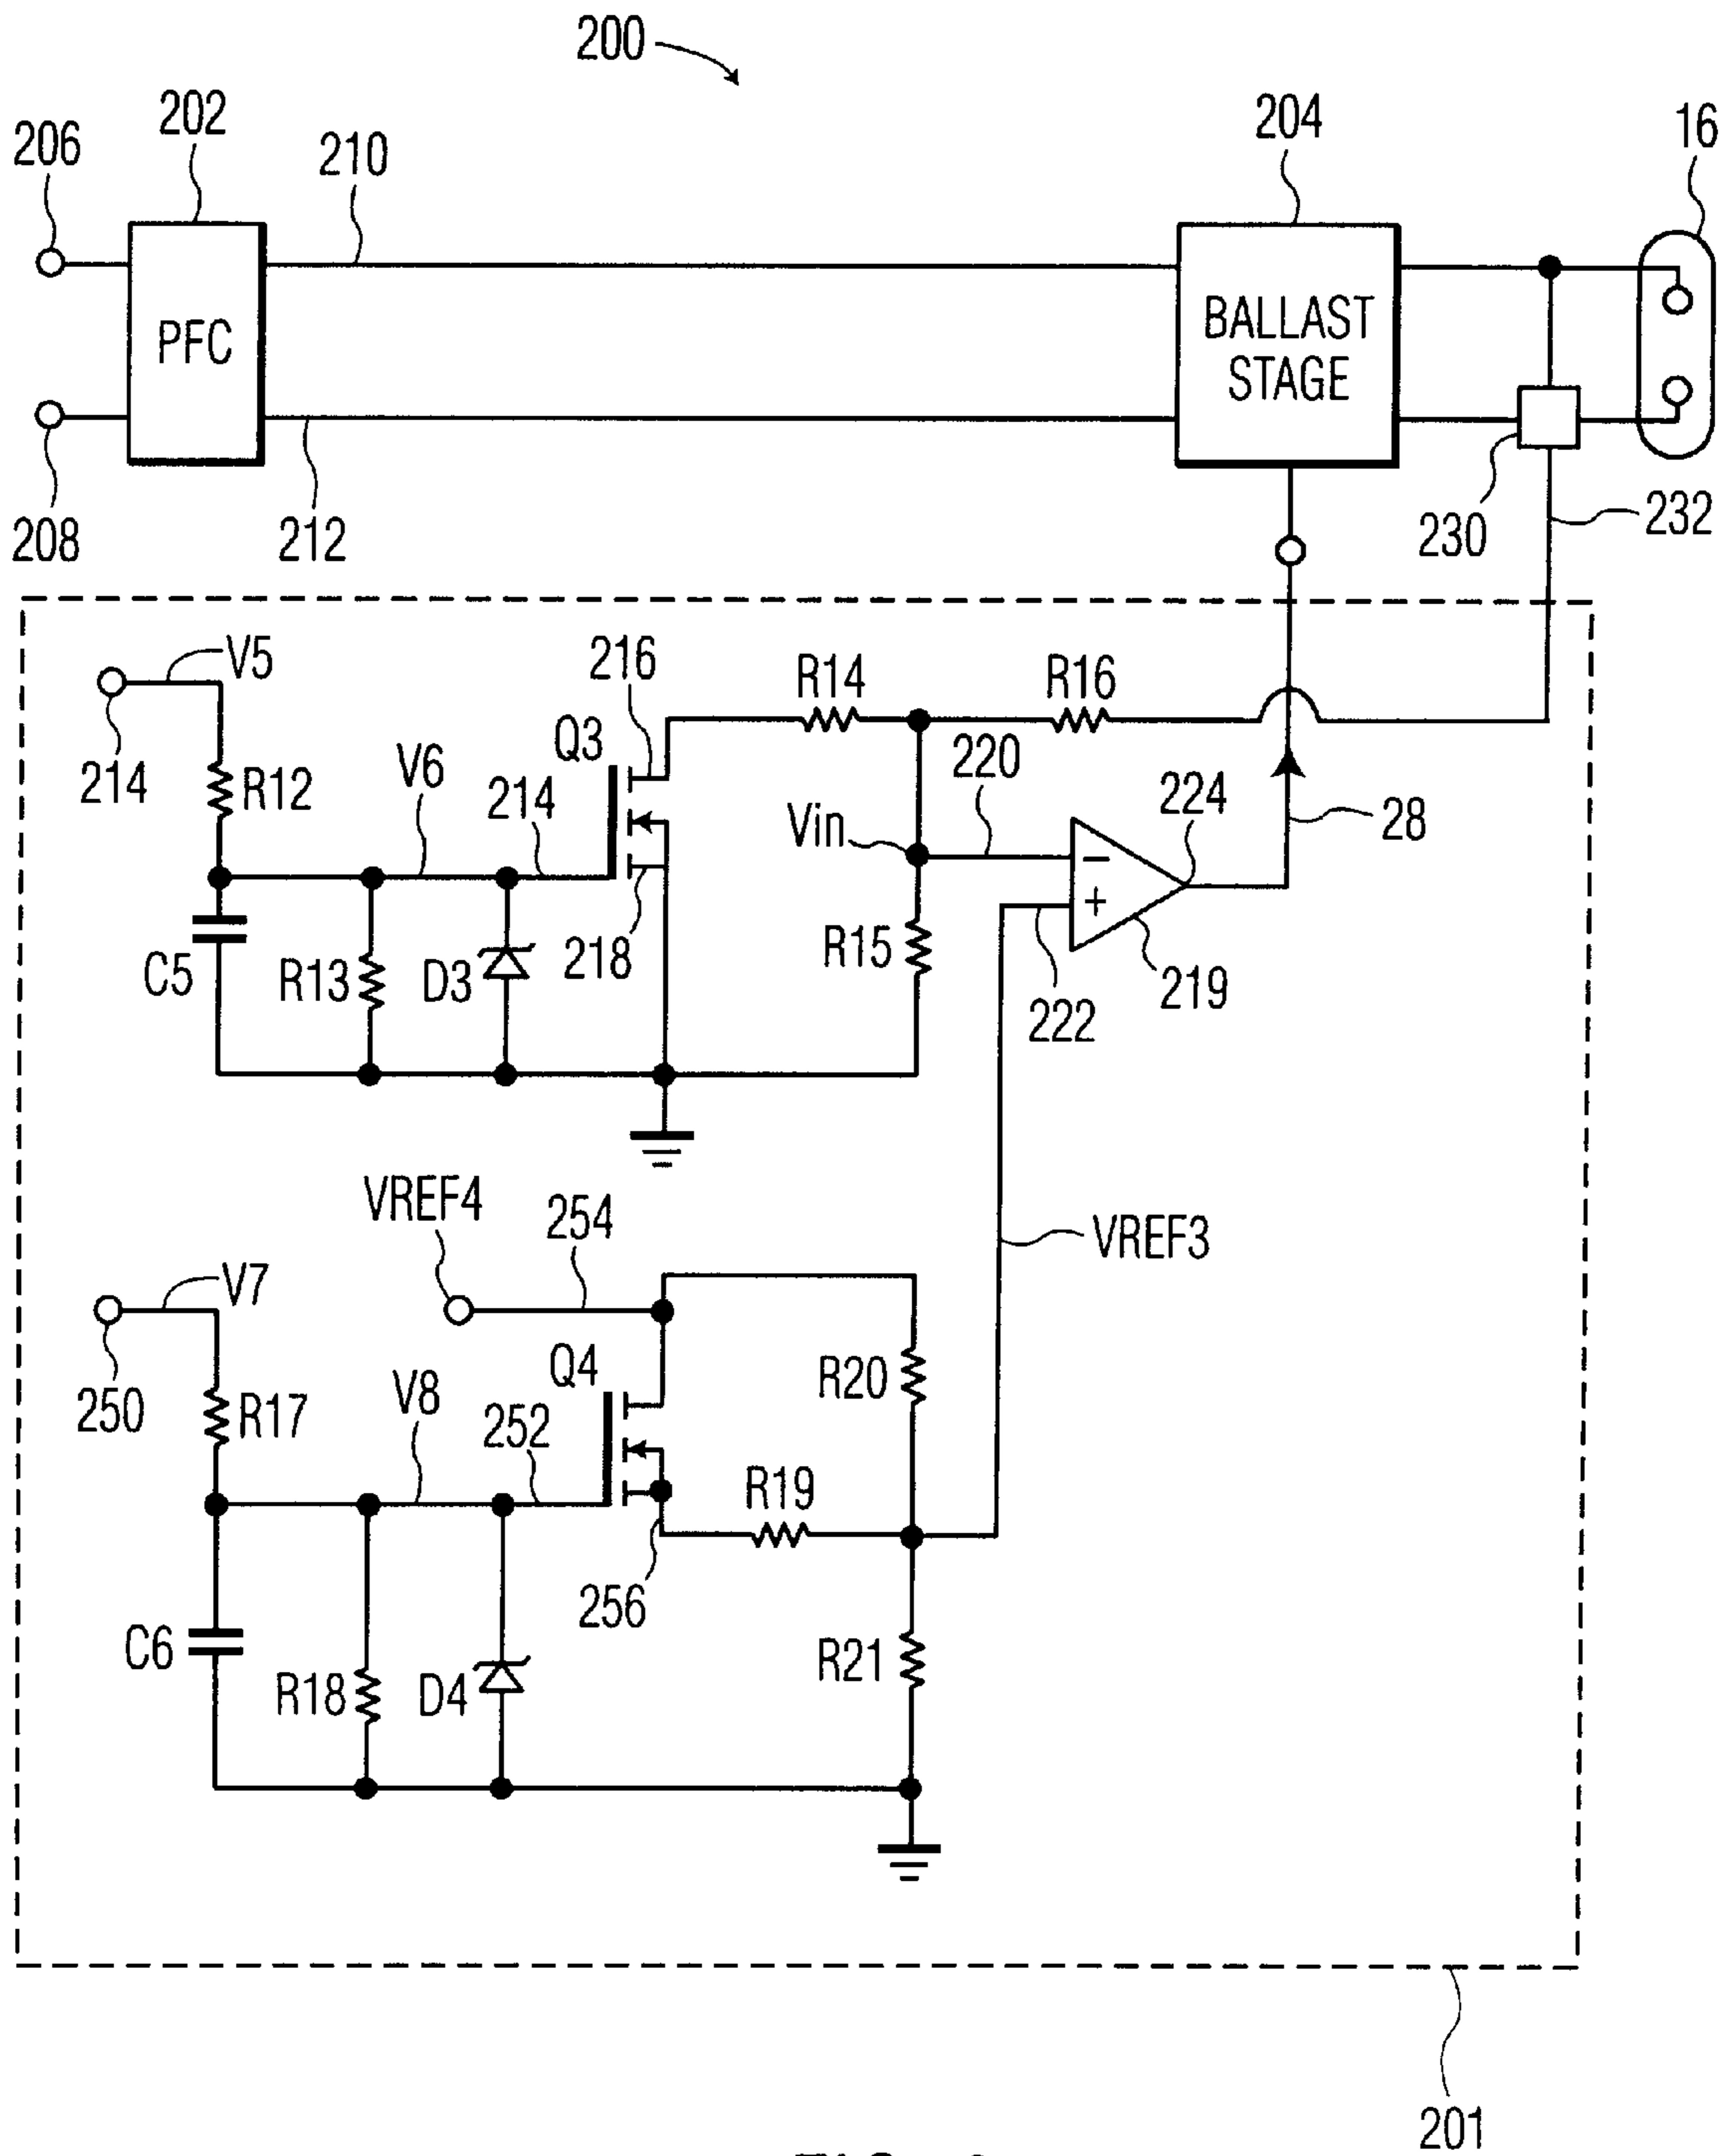 200
202
204
16
206
210
PFC
BALLAST
STAGE
208
212
230
232
V5
216
R14
R16
214
R12
V6
214
Q3
220
224
28
Vin
−
+
C5
R13
D3
218
R15
222
219
VREF4
254
VREF3
V7
250
R17
V8
252
Q4
R20
R19
256
C6
R18
D4
R21
201